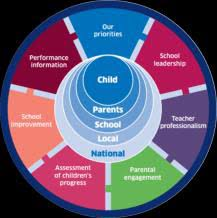 Our
priorities
School
leadership
Teacher
professionalism
Parental
engagement
Assessment
of children's
progress
School
improvement
Performance
information
Child
Parents
School
Local
National